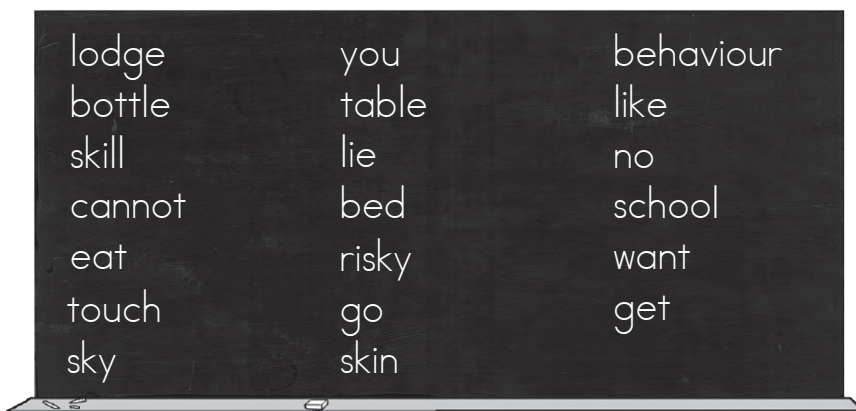 lodge
bottle
skill
cannot
eat
touch
sky
you
table
lie
bed
risky
go
skin
behaviour
like
no
school
want
get